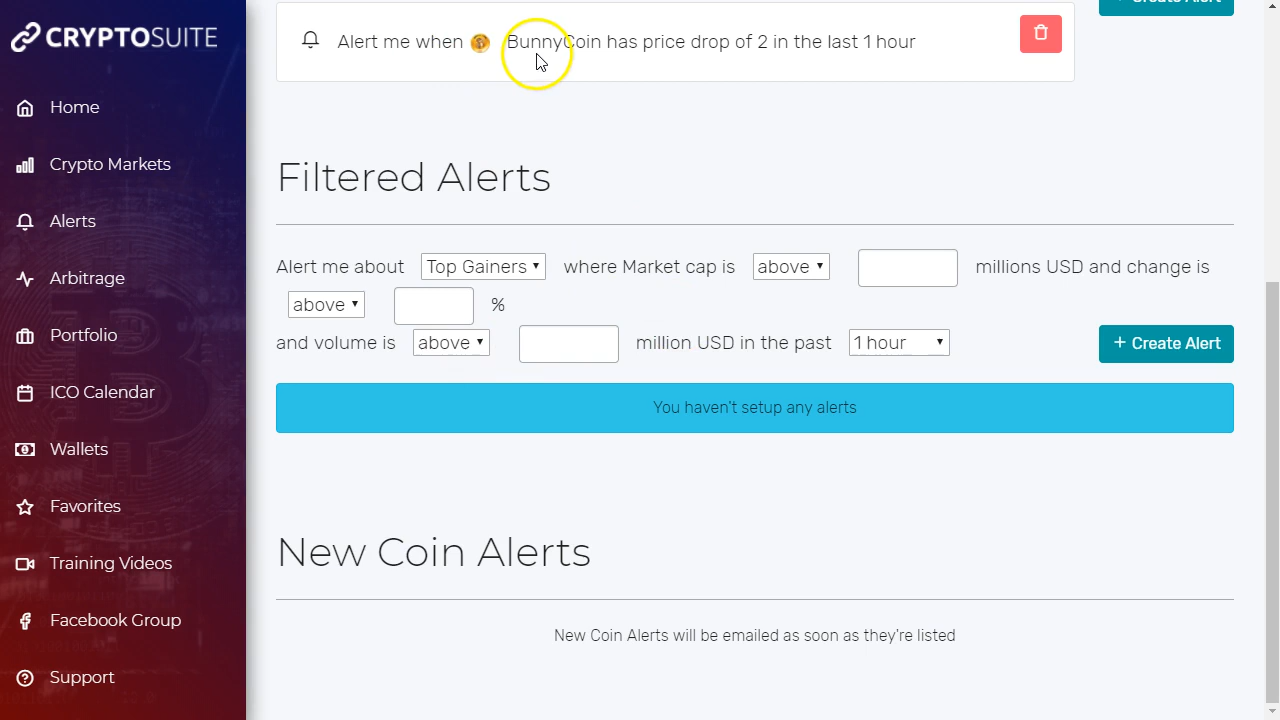 CRYPTOSUITE
Home
Crypto Markets
Alerts
Arbitrage
Portfolio
ICO Calendar
Wallets
Favorites
Training Videos
Facebook Group
Support
Create Alert
Alert me when BunnyCoin has price drop of 2 in the last 1 hour
Filtered Alerts
Alert me about Top Gainers where Market cap is above millions USD and change is
above %
and volume is above million USD in the past 1 hour + Create Alert
You haven't setup any alerts
New Coin Alerts
New Coin Alerts will be emailed as soon as they're listed